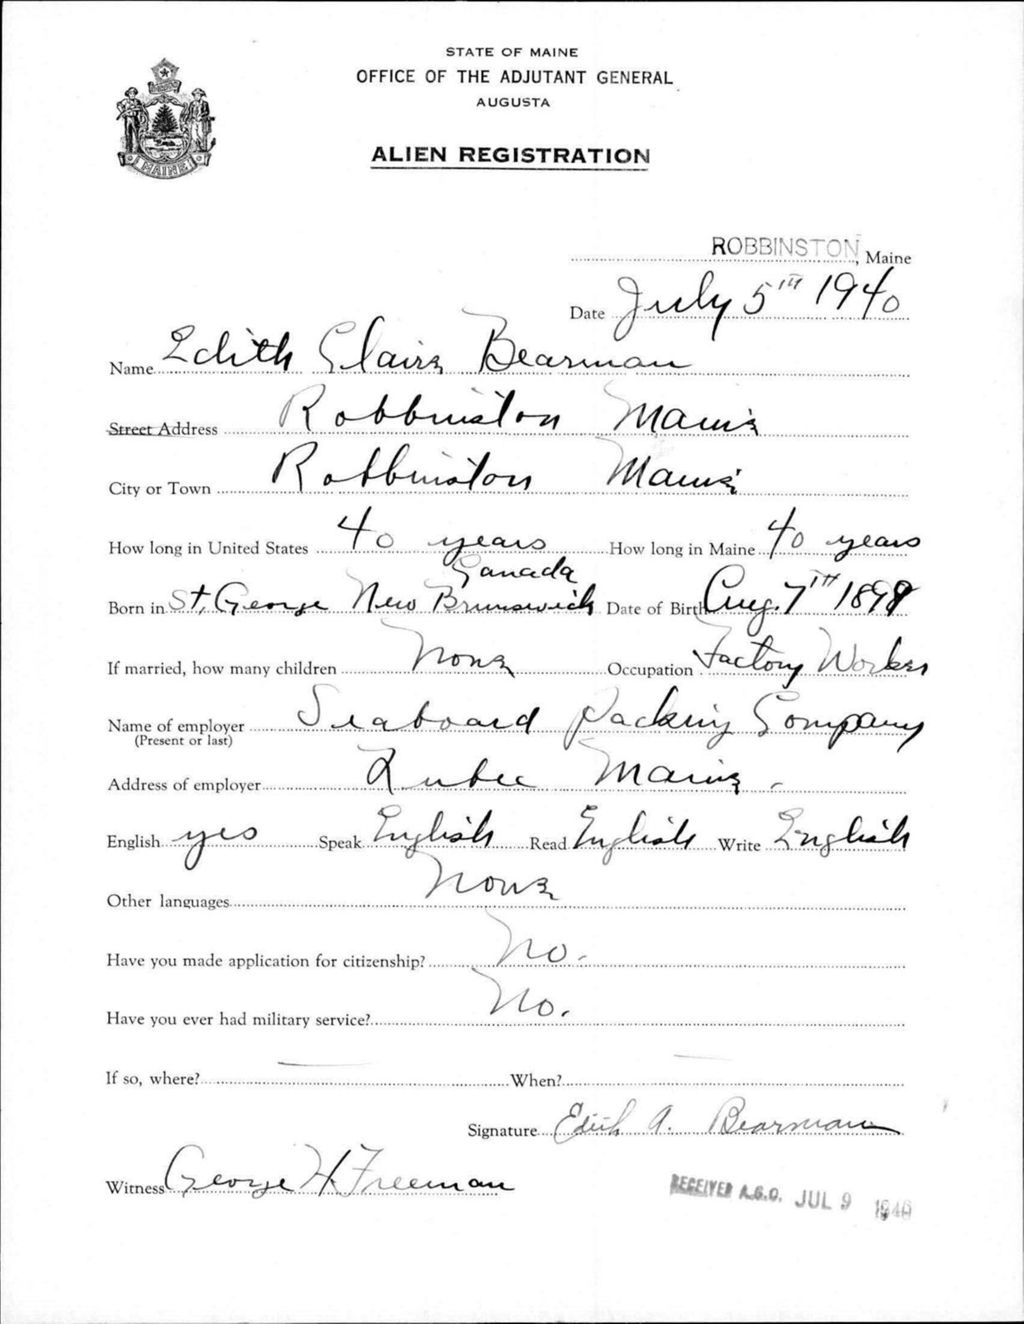 STATE OF MAINE
OFFICE OF THE ADJUTANT GENERAL
AUGUSTA
ALIEN REGISTRATION
MAINE
ROBBINSTON, Maine
Date July 5TH 1940
Name Edith Claire Bearman
Street Address Robbinston Maine
City or Town Robbinston Maine
How long in United States 40 years How long in Maine 40 years
Canada
Born in St. George New Brunswick Date of Birth Aug. 7TH 1898
If married, how many children None Occupation Factory Worker
Name of employer Seaboard Packing Company
(Present or last)
Address of employer Lubec Maine.
English yes Speak English Read English Write English
Other languages None
Have you made application for citizenship? No.
Have you ever had military service? No.
If so, where? — When? —
Signature Edith A. Bearman
Witness George H. Freeman
RECEIVED A.G.O. JUL 9 1940